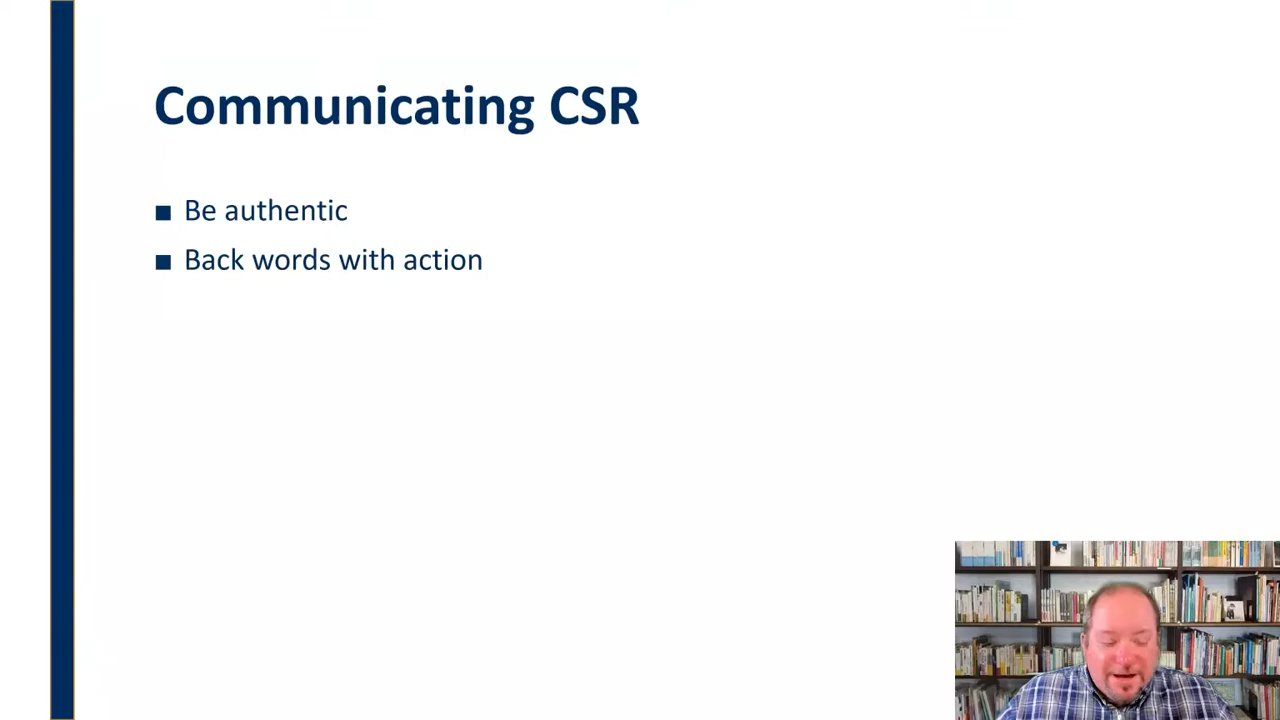 Communicating CSR
■ Be authentic
■ Back words with action